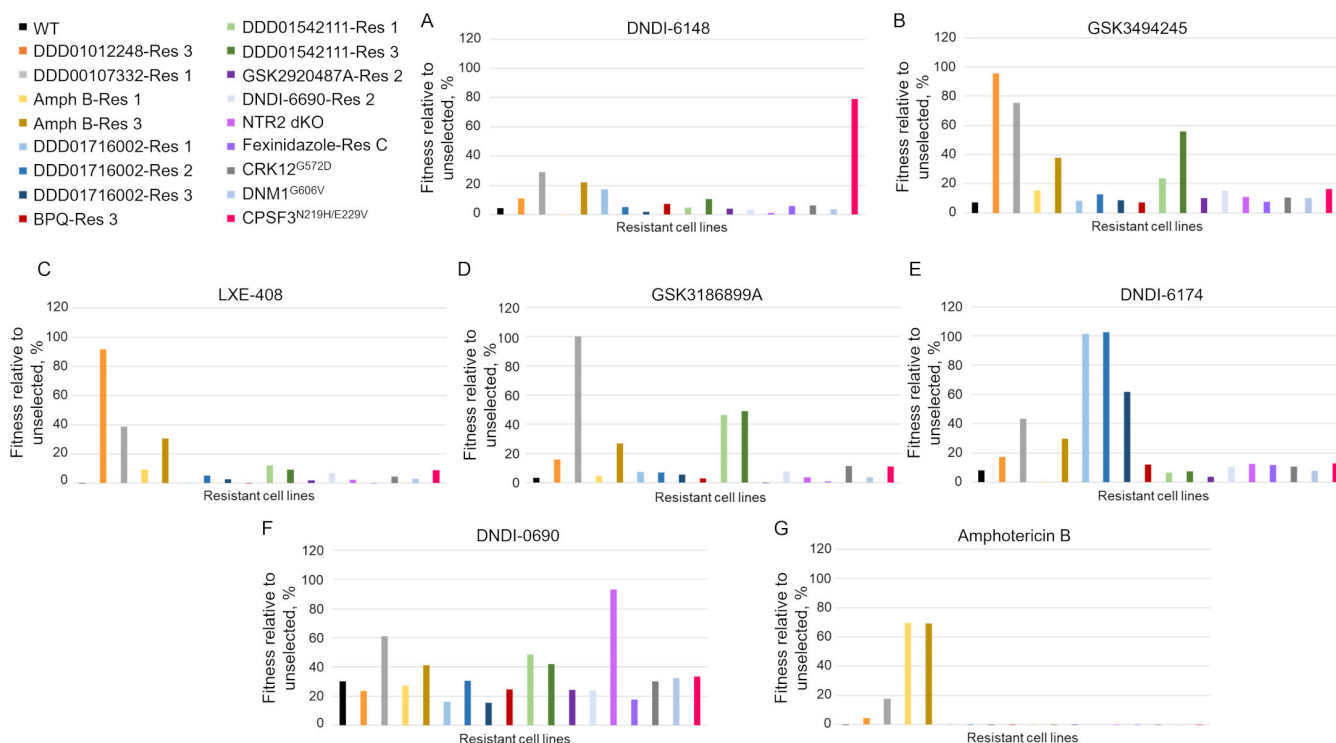 WT
DDD01012248-Res 3
DDD00107332-Res 1
Amph B-Res 1
Amph B-Res 3
DDD01716002-Res 1
DDD01716002-Res 2
DDD01716002-Res 3
BPQ-Res 3
DDD01542111-Res 1
DDD01542111-Res 3
GSK2920487A-Res 2
DNDI-6690-Res 2
NTR2 dKO
Fexinidazole-Res C
CRK12G572D
DNM1G606V
CPSF3N219H/E229V
A
DNDI-6148
Fitness relative to
unselected, %
120
100
80
60
40
20
0
Resistant cell lines
B
GSK3494245
Fitness relative to
unselected, %
120
100
80
60
40
20
0
Resistant cell lines
C
LXE-408
Fitness relative to
unselected, %
120
100
80
60
40
20
0
Resistant cell lines
D
GSK3186899A
Fitness relative to
unselected, %
120
100
80
60
40
20
0
Resistant cell lines
E
DNDI-6174
Fitness relative to
unselected, %
120
100
80
60
40
20
0
Resistant cell lines
F
DNDI-0690
Fitness relative to
unselected, %
120
100
80
60
40
20
0
Resistant cell lines
G
Amphotericin B
Fitness relative to
unselected, %
120
100
80
60
40
20
0
Resistant cell lines